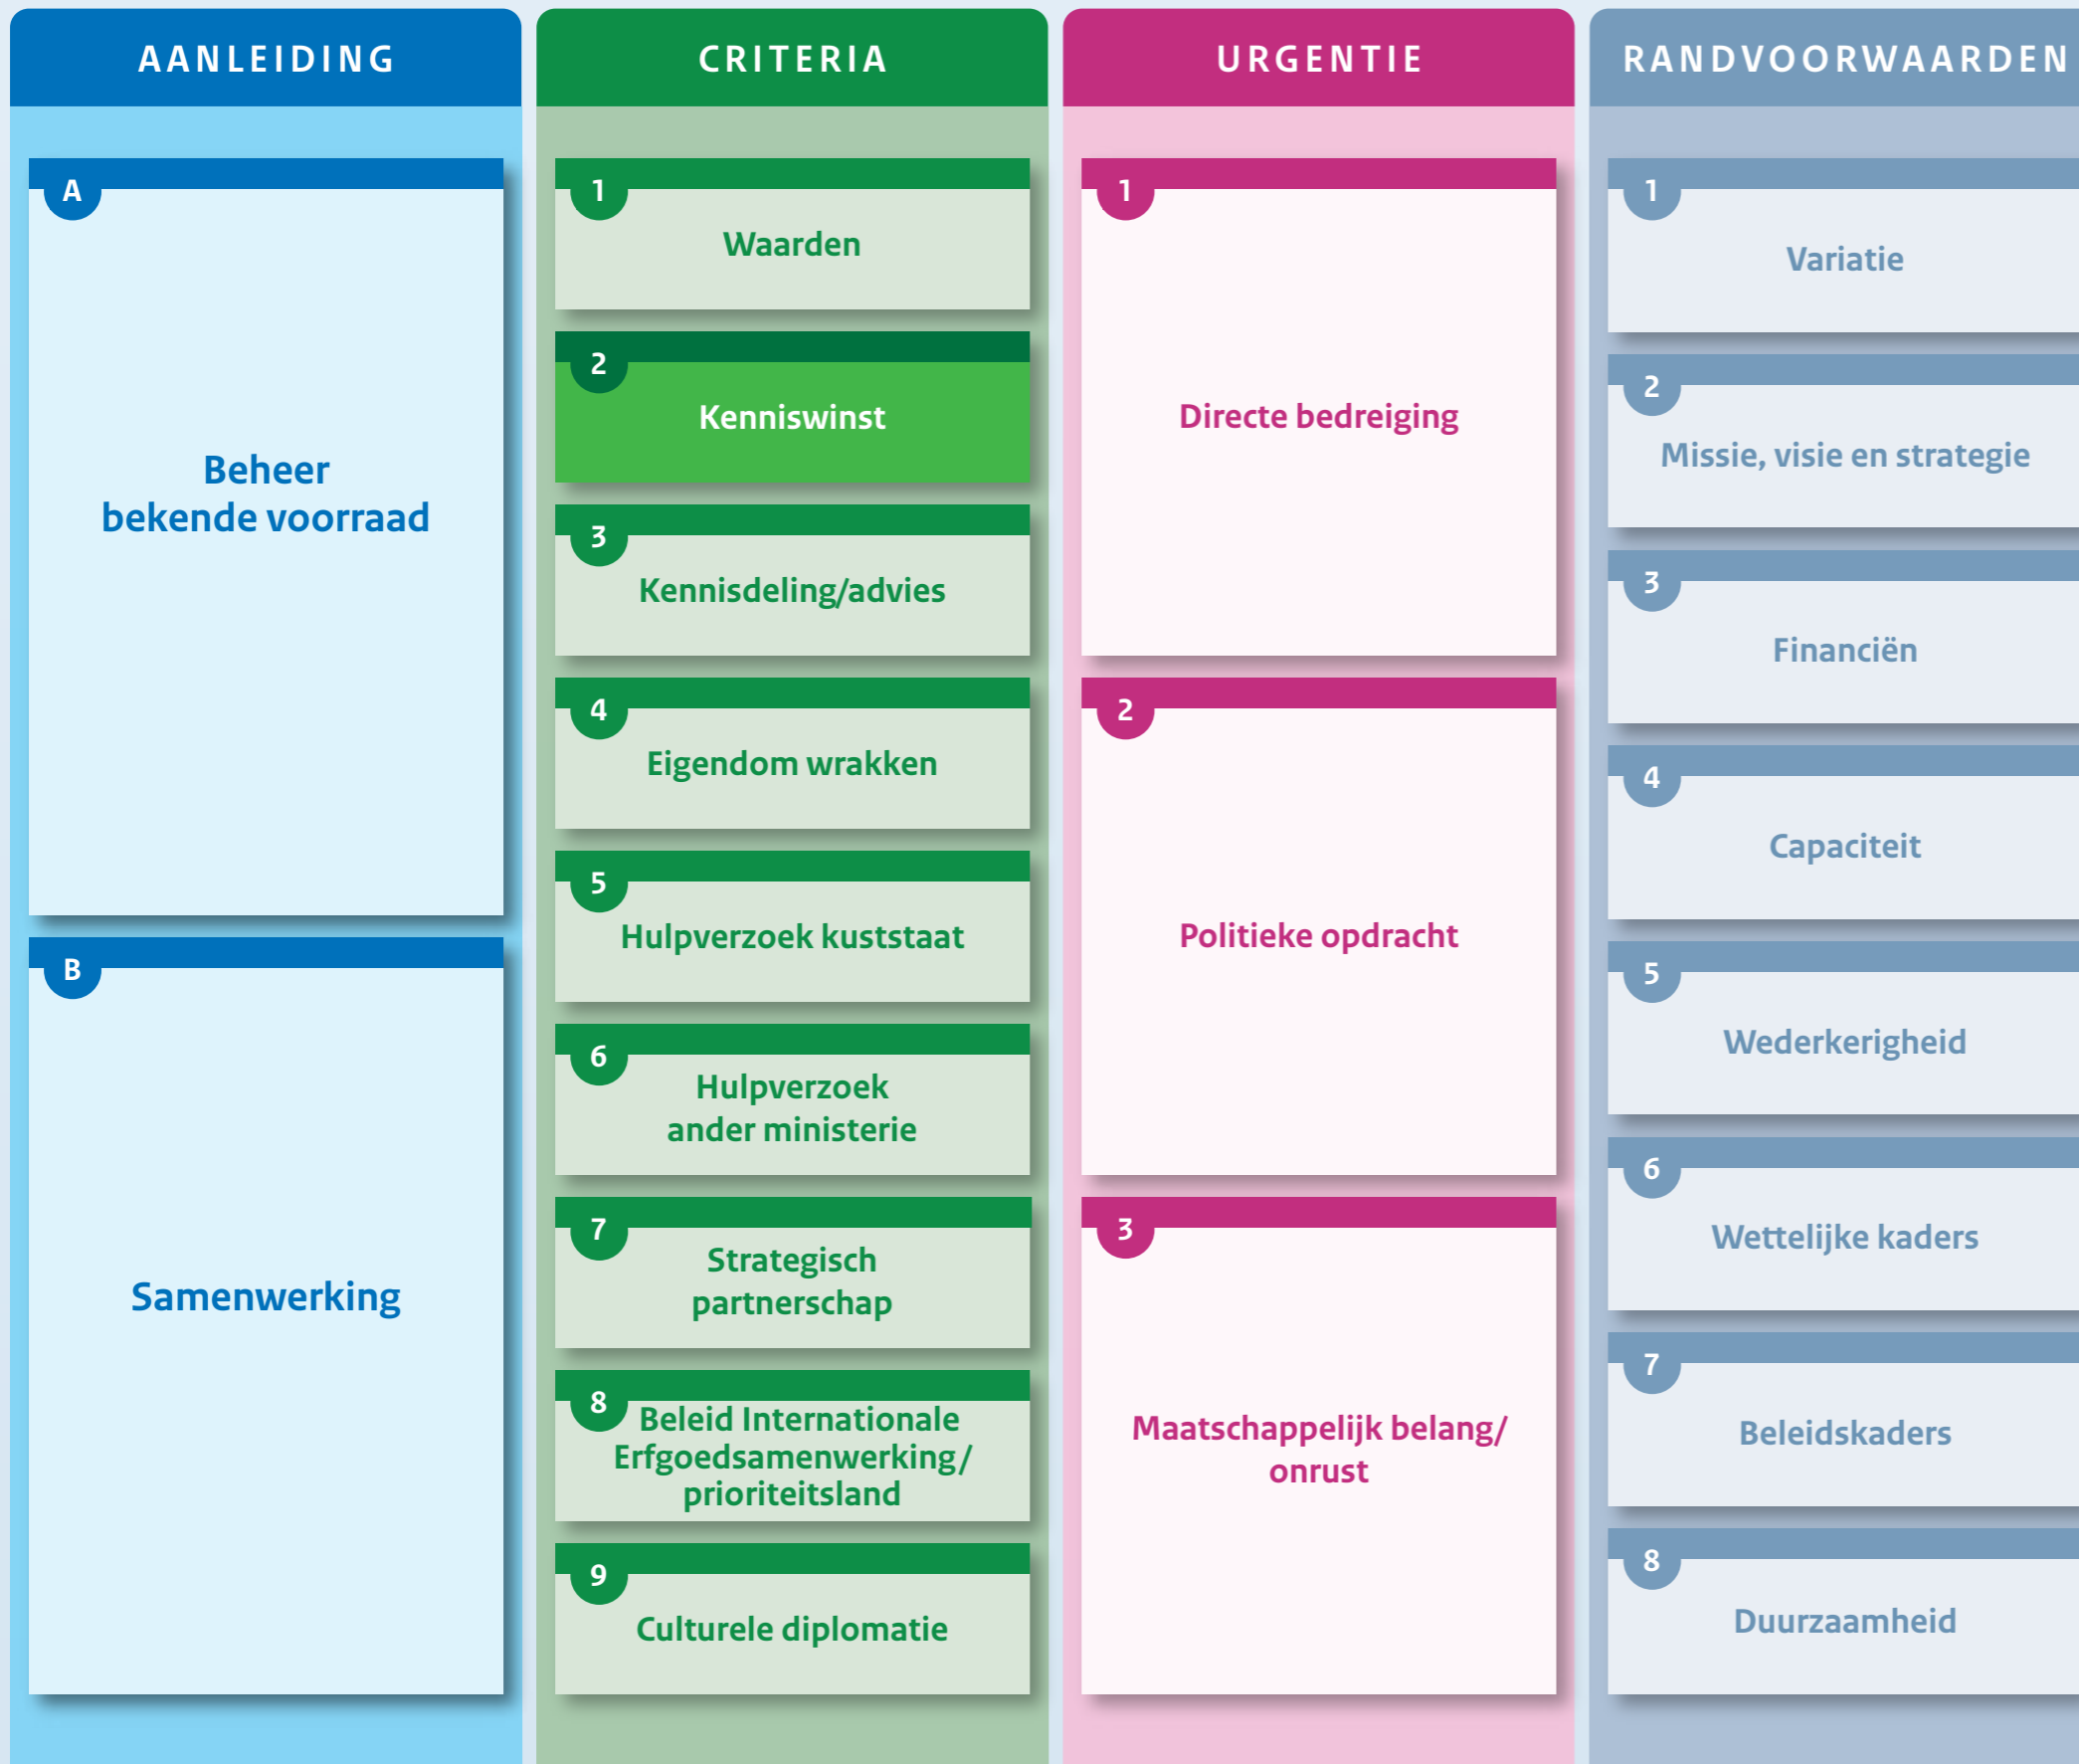 AANLEIDING
A
Beheer
bekende voorraad
B
Samenwerking
CRITERIA
1
Waarden
2
Kenniswinst
3
Kennisdeling/advies
4
Eigendom wrakken
5
Hulpverzoek kuststaat
6
Hulpverzoek
ander ministerie
7
Strategisch
partnerschap
8
Beleid Internationale
Erfgoedsamenwerking/
prioriteitsland
9
Culturele diplomatie
URGENTIE
1
Directe bedreiging
2
Politieke opdracht
3
Maatschappelijk belang/
onrust
RANDVOORWAARDEN
1
Variatie
2
Missie, visie en strategie
3
Financiën
4
Capaciteit
5
Wederkerigheid
6
Wettelijke kaders
7
Beleidskaders
8
Duurzaamheid